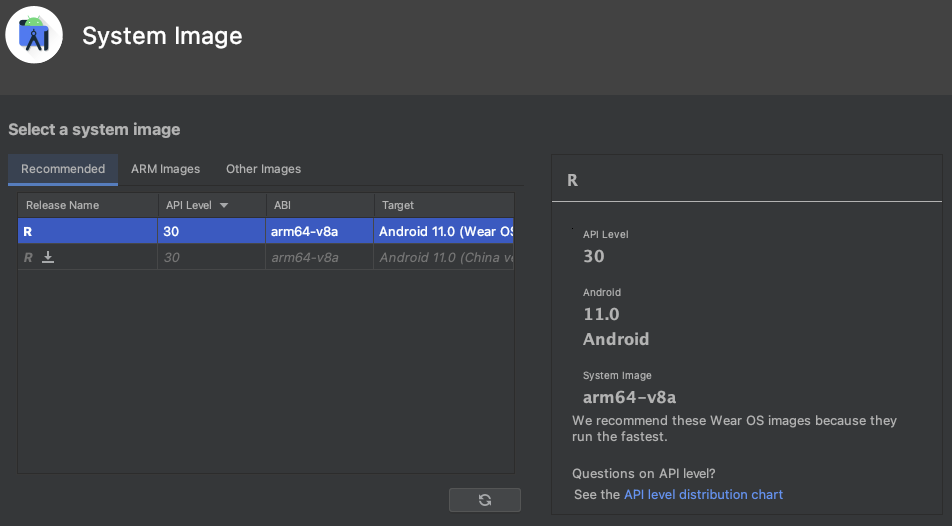 System Image
Select a system image
Recommended ARM Images Other Images
Release Name API Level ABI Target
R 30 arm64-v8a Android 11.0 (Wear OS
R 30 arm64-v8a Android 11.0 (China ve
R
API Level
30
Android
11.0
Android
System Image
arm64-v8a
We recommend these Wear OS images because they
run the fastest.
Questions on API level?
See the API level distribution chart